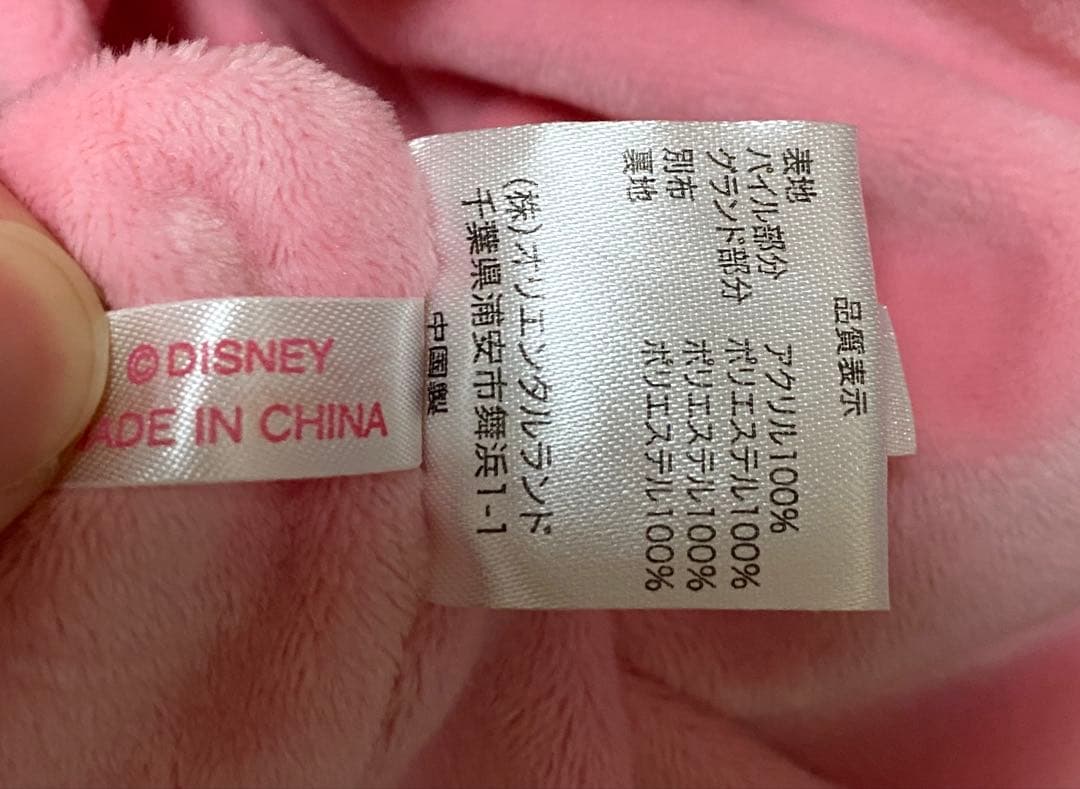 品質表示
表地
パイル部分 アクリル100%
グランド部分 ポリエステル100%
別布 ポリエステル100%
裏地 ポリエステル100%
(株)オリエンタルランド
千葉県浦安市舞浜1-1
中国製
©DISNEY
ADE IN CHINA